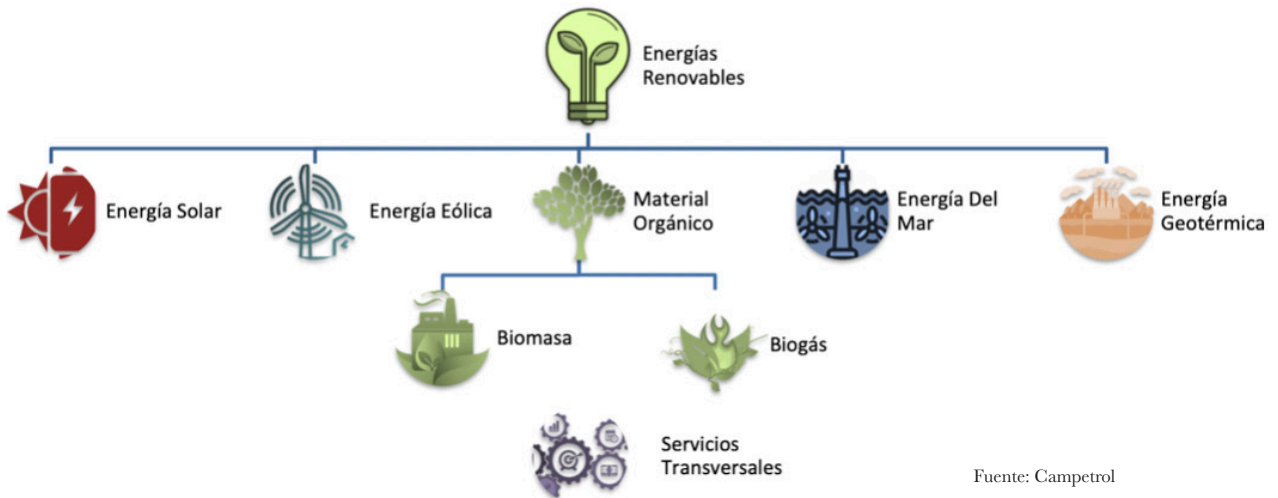 Energías
Renovables
Energía Solar
Energía Eólica
Material
Orgánico
Energía Del
Mar
Energía
Geotérmica
Biomasa
Biogás
Servicios
Transversales
Fuente: Campetrol